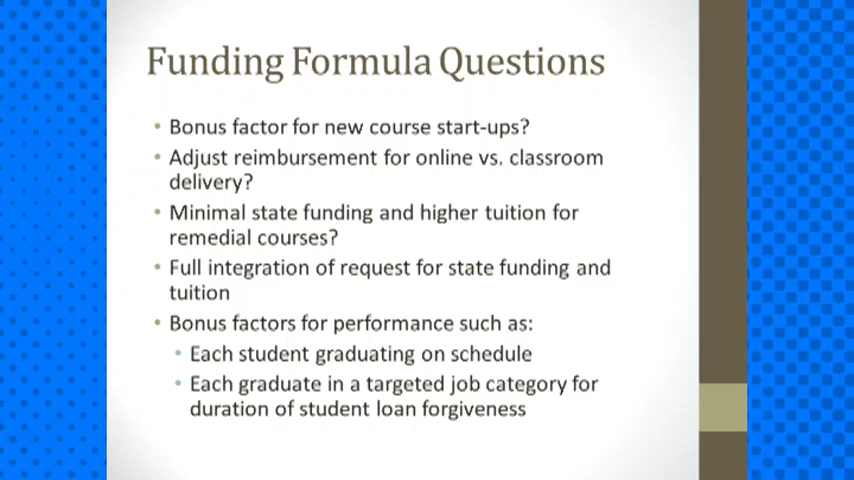 Funding Formula Questions
• Bonus factor for new course start-ups?
• Adjust reimbursement for online vs. classroom
delivery?
• Minimal state funding and higher tuition for
remedial courses?
• Full integration of request for state funding and
tuition
• Bonus factors for performance such as:
• Each student graduating on schedule
• Each graduate in a targeted job category for
duration of student loan forgiveness